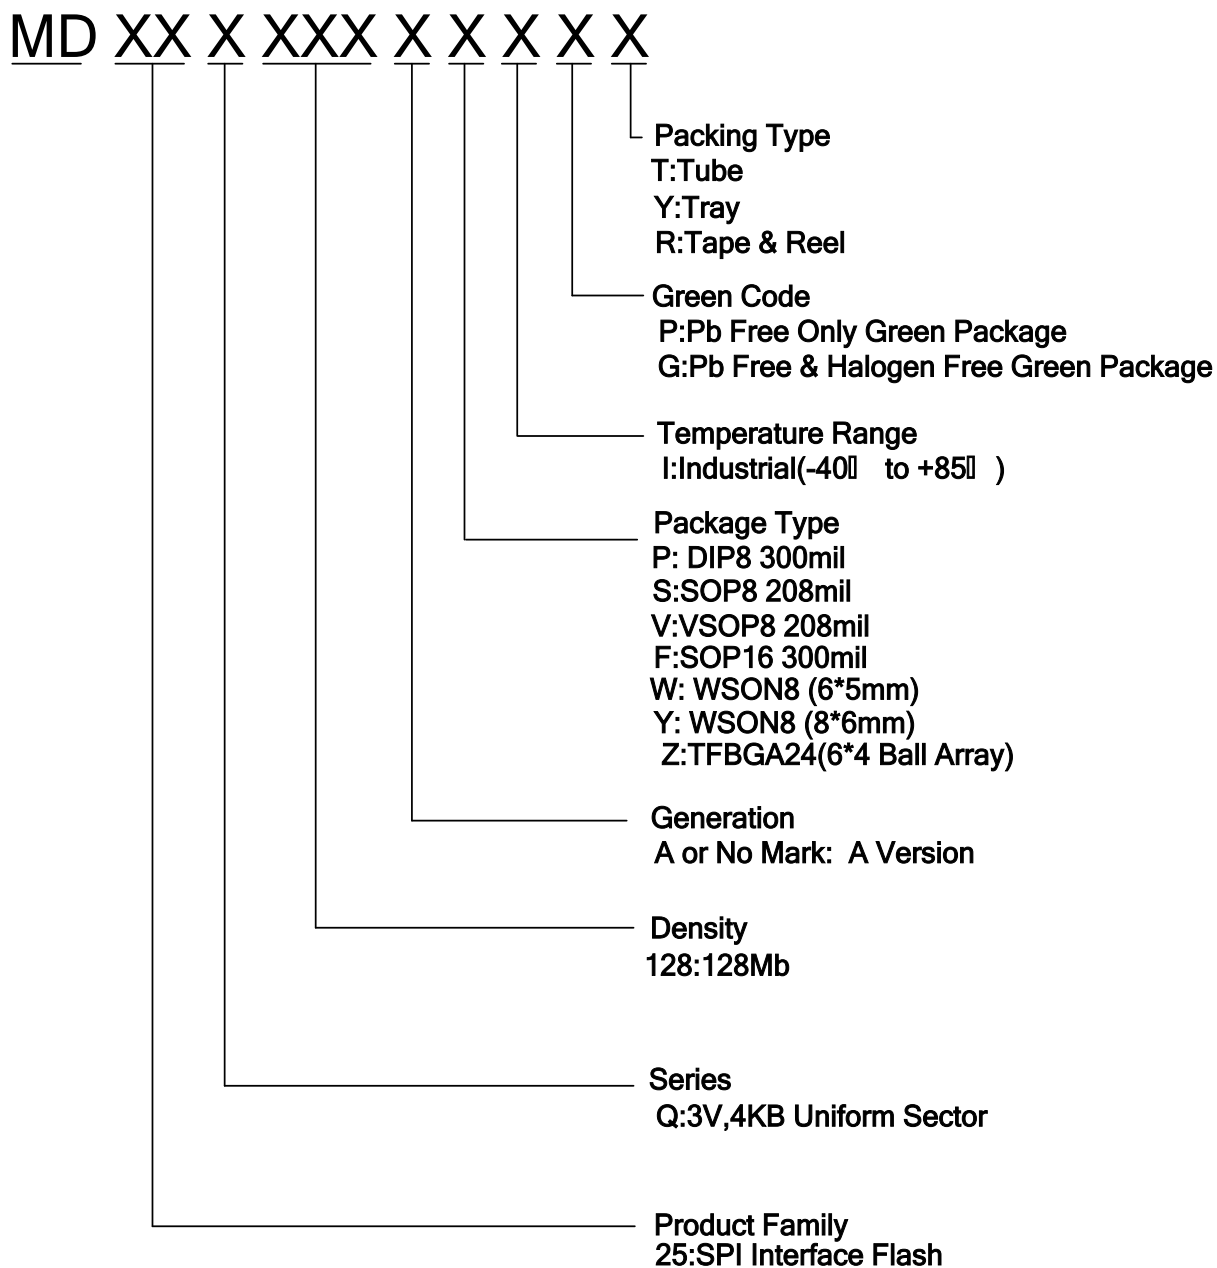 MD XX X XXX X X X X X
Packing Type
T:Tube
Y:Tray
R:Tape & Reel
Green Code
P:Pb Free Only Green Package
G:Pb Free & Halogen Free Green Package
Temperature Range
I:Industrial(-40▯ to +85▯ )
Package Type
P: DIP8 300mil
S:SOP8 208mil
V:VSOP8 208mil
F:SOP16 300mil
W: WSON8 (6*5mm)
Y: WSON8 (8*6mm)
Z:TFBGA24(6*4 Ball Array)
Generation
A or No Mark: A Version
Density
128:128Mb
Series
Q:3V,4KB Uniform Sector
Product Family
25:SPI Interface Flash